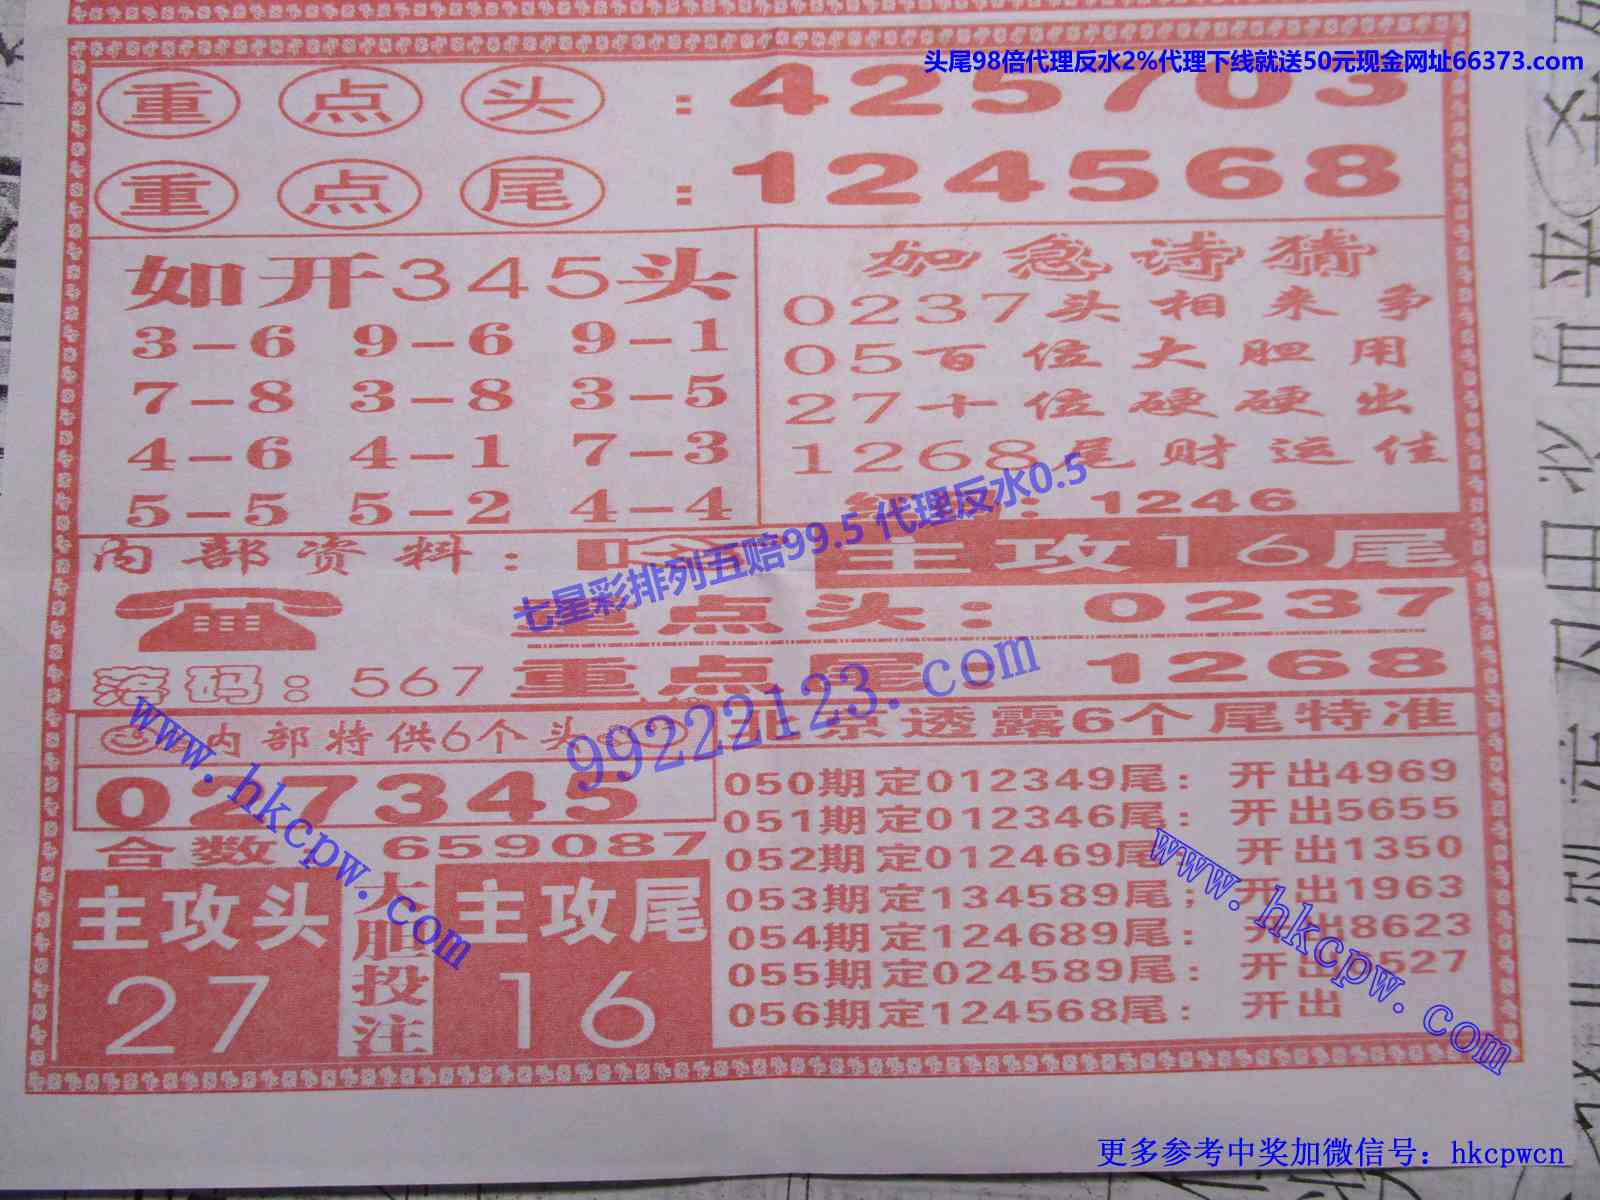 头尾98倍代理反水2%代理下线就送50元现金网址66373.com
重点头:425703
重点尾:124568
如开345头
3-6 9-6 9-1
7-8 3-8 3-5
4-6 4-1 7-3
5-5 5-2 4-4
如急诗猜
0237头相来争
05百位大胆用
27十位硬硬出
1268尾财运佳
:1246
内部资料:
主攻16尾
七星彩排列五赔99.5 代理反水0.5
重点头:0237
落码:567
重点尾:1268
99222123.com
www.hkcpw.com
内部特供6个头
027345
合数:659087
主攻头
27
大胆投注
主攻尾
16
北京透露6个尾特准
050期定012349尾:开出4969
051期定012346尾:开出5655
052期定012469尾:开出1350
053期定134589尾;开出1963
054期定124689尾:开出8623
055期定024589尾:开出527
056期定124568尾:开出
www.hkcpw.com
更多参考中奖加微信号：hkcpwcn